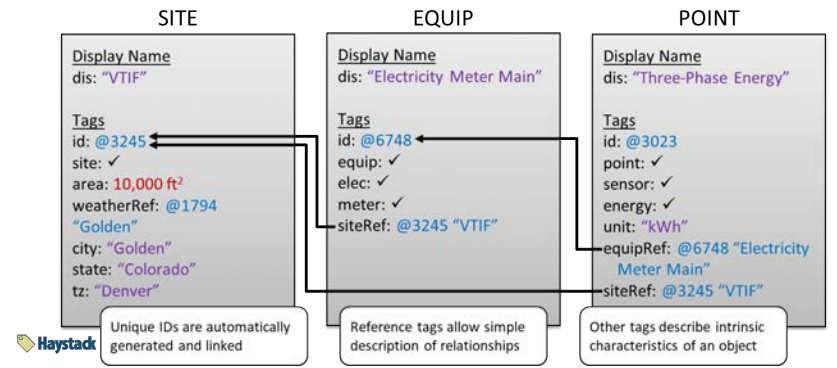 SITE
Display Name
dis: “VTIF”
Tags
id: @3245
site: ✓
area: 10,000 ft²
weatherRef: @1794
“Golden”
city: “Golden”
state: “Colorado”
tz: “Denver”
Unique IDs are automatically
generated and linked
EQUIP
Display Name
dis: “Electricity Meter Main”
Tags
id: @6748
equip: ✓
elec: ✓
meter: ✓
siteRef: @3245 “VTIF”
Reference tags allow simple
description of relationships
POINT
Display Name
dis: “Three-Phase Energy”
Tags
id: @3023
point: ✓
sensor: ✓
energy: ✓
unit: “kWh”
equipRef: @6748 “Electricity
Meter Main”
siteRef: @3245 “VTIF”
Other tags describe intrinsic
characteristics of an object
Haystack